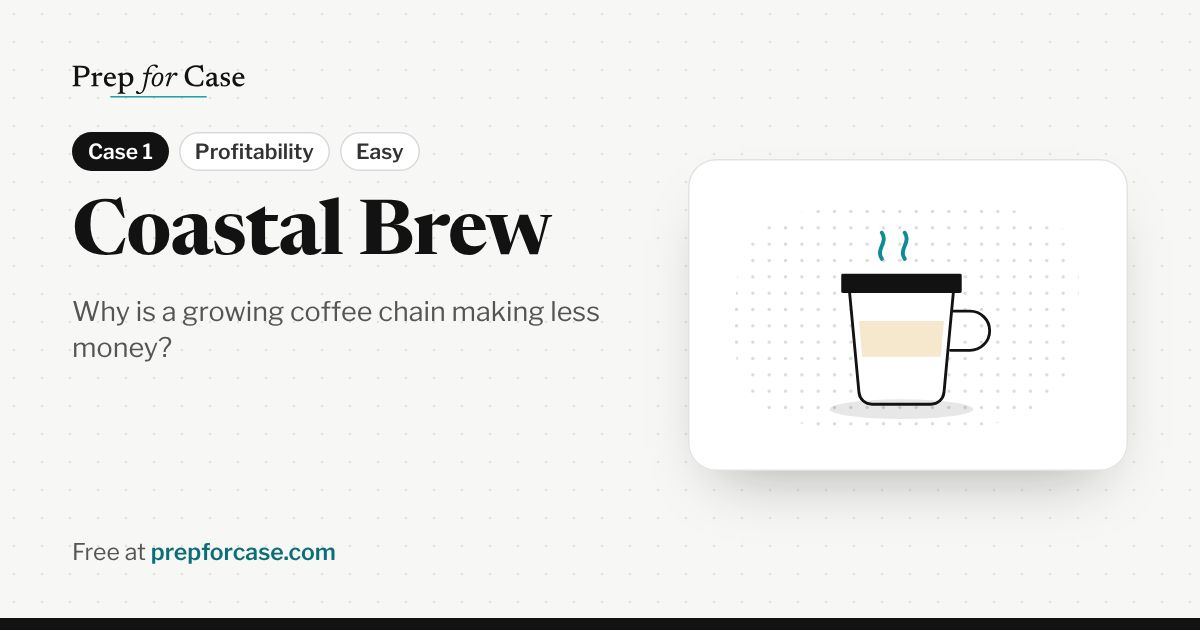 Prep for Case
Case 1
Profitability
Easy
Coastal Brew
Why is a growing coffee chain making less
money?
Free at prepforcase.com